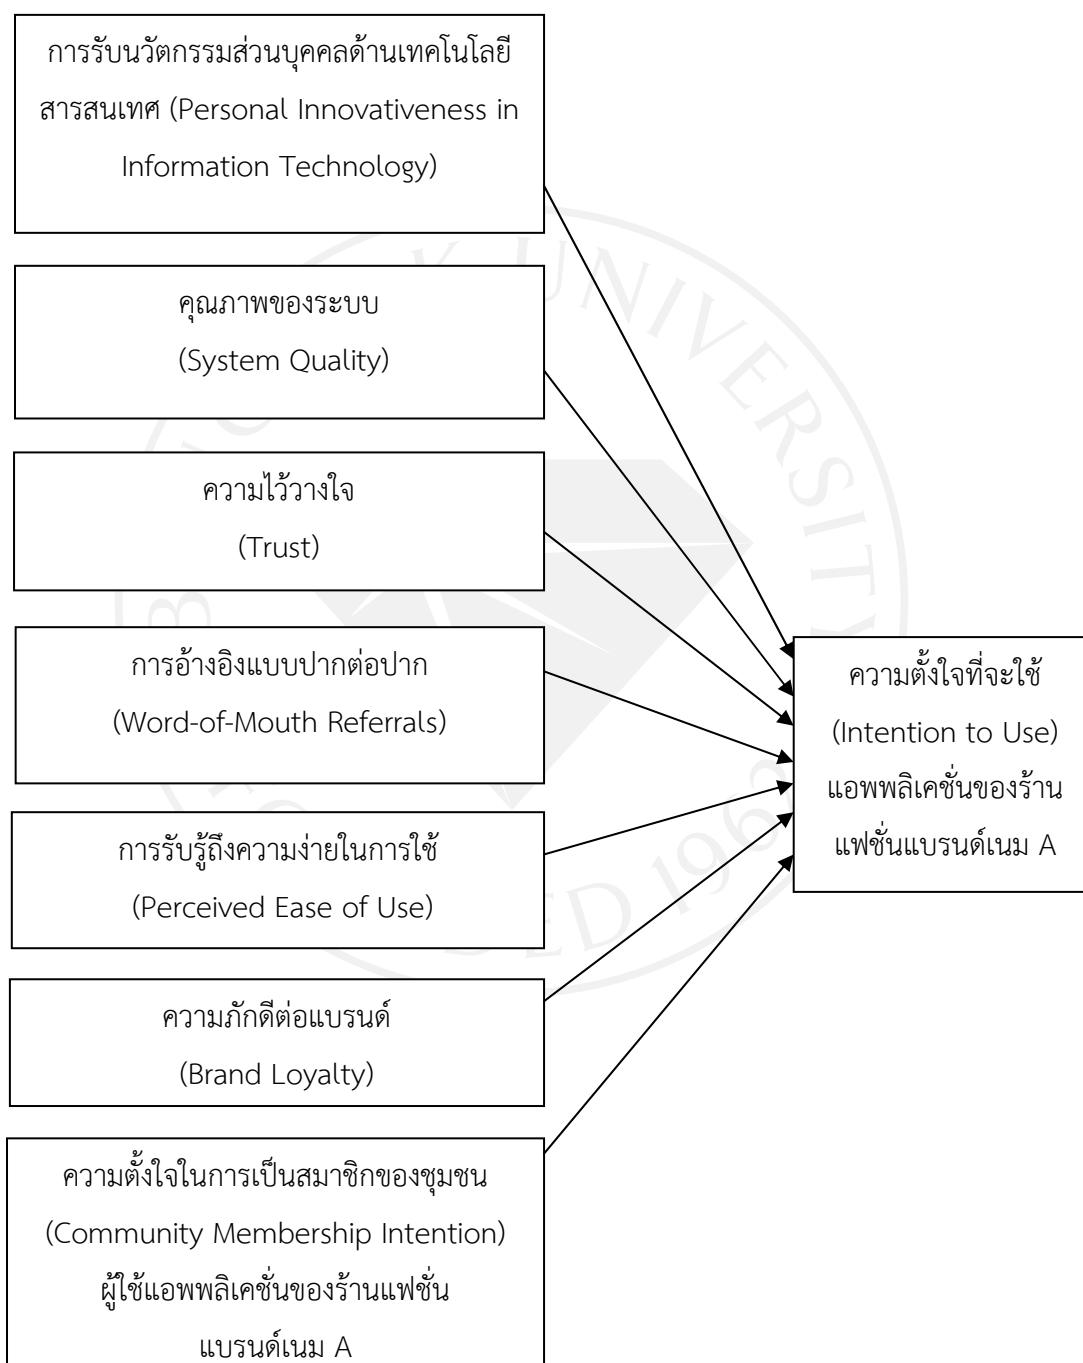 การรับนวัตกรรมส่วนบุคคลด้านเทคโนโลยี
สารสนเทศ (Personal Innovativeness in
Information Technology)
คุณภาพของระบบ
(System Quality)
ความไว้วางใจ
(Trust)
การอ้างอิงแบบปากต่อปาก
(Word-of-Mouth Referrals)
การรับรู้ถึงความง่ายในการใช้
(Perceived Ease of Use)
ความภักดีต่อแบรนด์
(Brand Loyalty)
ความตั้งใจในการเป็นสมาชิกของชุมชน
(Community Membership Intention)
ผู้ใช้แอพพลิเคชั่นของร้านแฟชั่น
แบรนด์เนม A
ความตั้งใจที่จะใช้
(Intention to Use)
แอพพลิเคชั่นของร้าน
แฟชั่นแบรนด์เนม A
UNIVERSITY